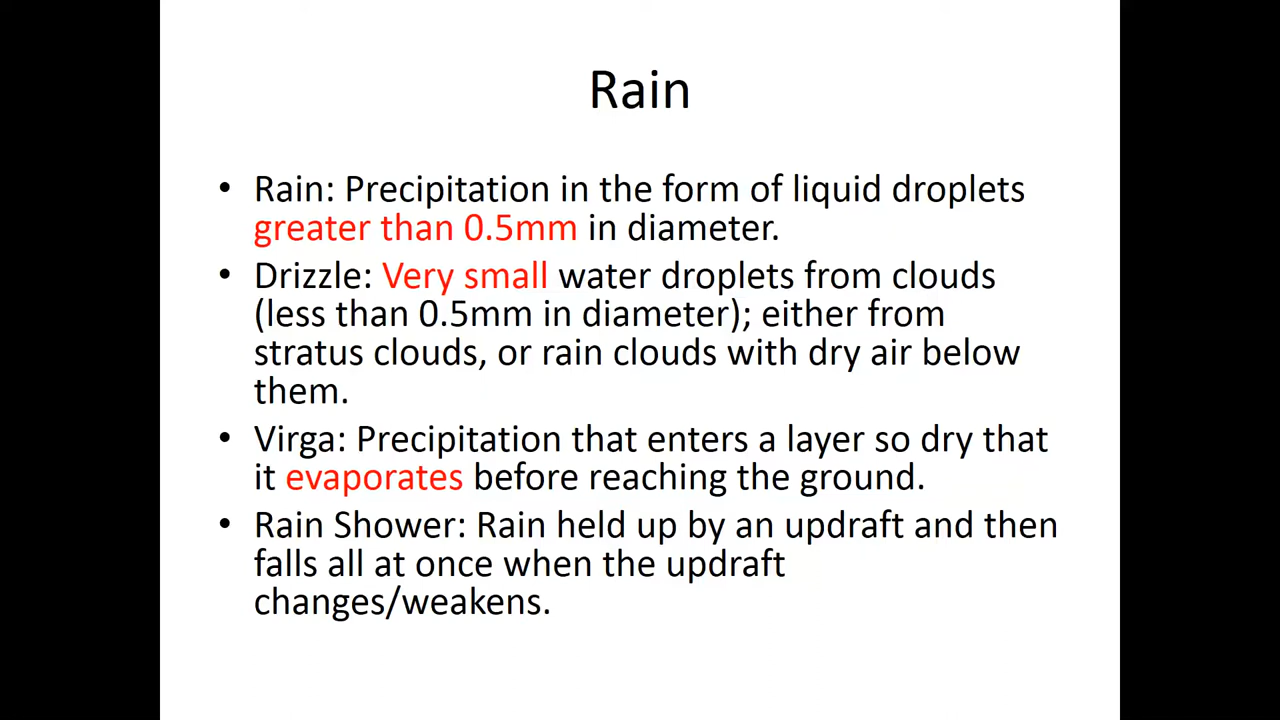 Rain
• Rain: Precipitation in the form of liquid droplets
greater than 0.5mm in diameter.
• Drizzle: Very small water droplets from clouds
(less than 0.5mm in diameter); either from
stratus clouds, or rain clouds with dry air below
them.
• Virga: Precipitation that enters a layer so dry that
it evaporates before reaching the ground.
• Rain Shower: Rain held up by an updraft and then
falls all at once when the updraft
changes/weakens.